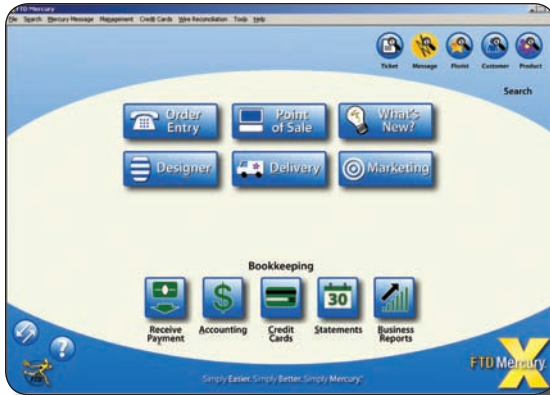 FTD Mercury
File Search Mercury Message Management Credit Cards Wire Reconciliation Tools Help
Ticket Message Florist Customer Product
Search
Order Entry
Point of Sale
What's New?
Designer
Delivery
Marketing
Bookkeeping
30
Receive Payment
Accounting
Credit Cards
Statements
Business Reports
FTD
FTD Mercury X
Simply Easier. Simply Better. Simply Mercury.